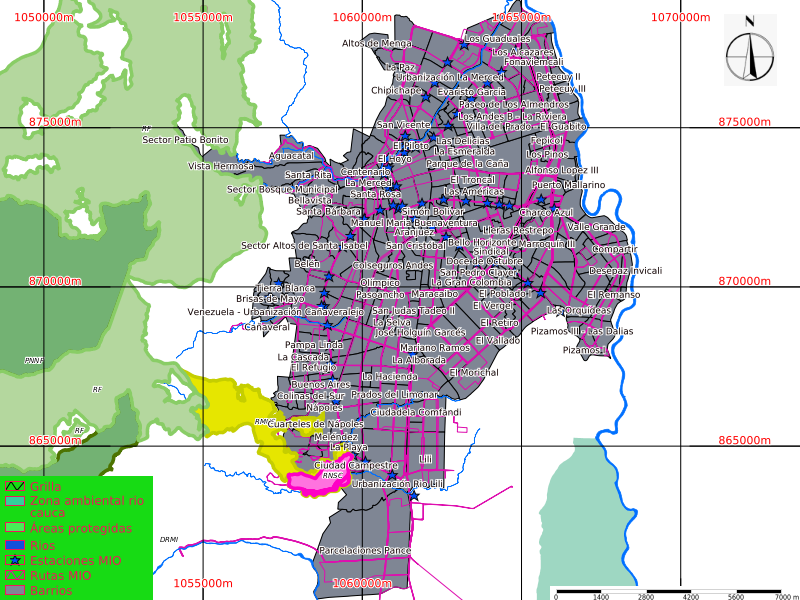 1050000m
1055000m
1060000m
1065000m
1070000m
N
Los Guaduales
Altos de Menga
Los Alcázares
Fonaviemcali
La Paz
Urbanización La Merced
Petecuy II
Petecuy III
Chipichape
Evaristo García
Paseo de Los Almendros
Los Andes B - La Riviera
875000m
San Vicente
Villa del Prado - El Guabito
875000m
RF
Sector Patio Bonito
El Piloto
Las Delicias
Tepicol
La Esmeralda
Los Pinos
Aguacatal
El Hoyo
Vista Hermosa
Parque de la Caña
Centenario
Alfonso López III
Santa Rita
El Troncal
La Merced
Puerto Mallarino
Sector Bosque Municipal
Santa Rosa
Las Américas
Bellavista
Santa Bárbara
Simón Bolívar
Charco Azul
Manuel María Buenaventura
Valle Grande
Aranjuez
Lleras Restrepo
Sector Altos de Santa Isabel
San Cristobal
Bello Horizonte
Marroquín III
Sindical
Compartir
Belén
Colseguros Andes
Doce de Octubre
San Pedro Claver
Desepaz Invicali
870000m
Olímpico
La Gran Colombia
870000m
Tierra Blanca
Pasoancho
Maracaibo
El Poblado I
El Remanso
Brisas de Mayo
El Vergel
Venezuela - Urbanización Cañaveralejo
San Judas Tadeo II
Las Orquídeas
La Selva
El Retiro
Cañaveral
José Holguín Garcés
Pizamos III - Las Dalias
Pampa Linda
Mariano Ramos
El Vallado
La Cascada
Pizamos I
PNNF
El Refugio
La Alborada
El Morichal
La Hacienda
RF
Buenos Aires
Colinas del Sur
Prados del Limonar
Nápoles
Ciudadela Comfandi
RF
Cuarteles de Nápoles
865000m
Meléndez
865000m
La Playa
Lili
Ciudad Campestre
RNSC
Urbanización Río Lili
Grilla
Zona ambiental rio
cauca
Áreas protegidas
Rios
Estaciones MIO
Rutas MIO
Barrios
DRMI
Parcelaciones Pance
1055000m
1060000m
0
1400
2800
4200
5600
7000 m